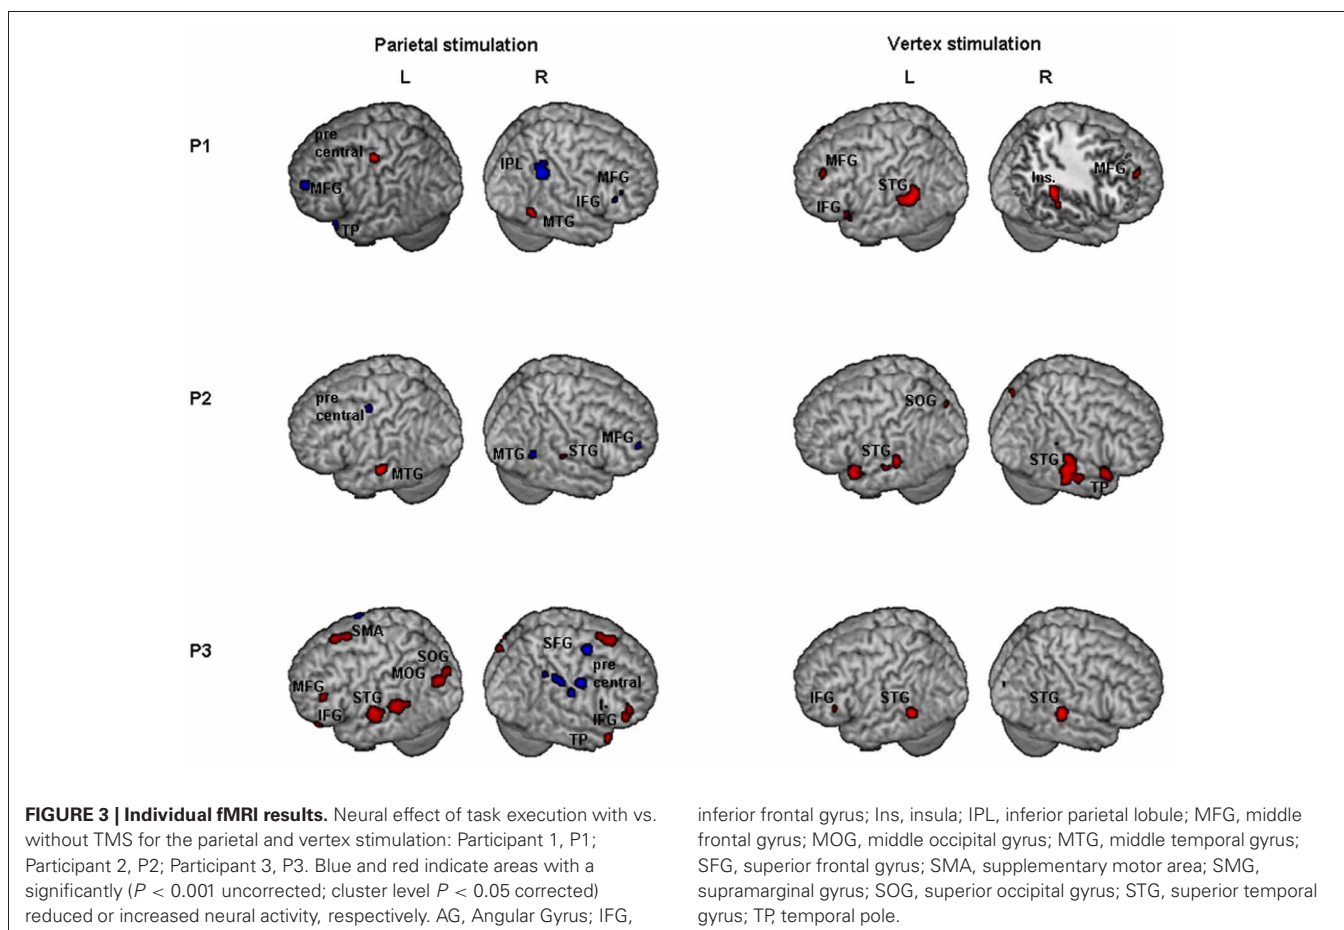 Parietal stimulation
Vertex stimulation
L
R
L
R
P1
pre
central
MFG
TP
IPL
MFG
IFG
MTG
MFG
STG
IFG
Ins.
MFG
P2
pre
central
MTG
MTG
STG
MFG
SOG
STG
STG
TP
P3
SMA
SOG
MOG
MFG
STG
IFG
SFG
pre
central
I.
IFG
TP
IFG
STG
STG
FIGURE 3 | Individual fMRI results. Neural effect of task execution with vs.
without TMS for the parietal and vertex stimulation: Participant 1, P1;
Participant 2, P2; Participant 3, P3. Blue and red indicate areas with a
significantly (P < 0.001 uncorrected; cluster level P < 0.05 corrected)
reduced or increased neural activity, respectively. AG, Angular Gyrus; IFG,
inferior frontal gyrus; Ins, insula; IPL, inferior parietal lobule; MFG, middle
frontal gyrus; MOG, middle occipital gyrus; MTG, middle temporal gyrus;
SFG, superior frontal gyrus; SMA, supplementary motor area; SMG,
supramarginal gyrus; SOG, superior occipital gyrus; STG, superior temporal
gyrus; TP, temporal pole.